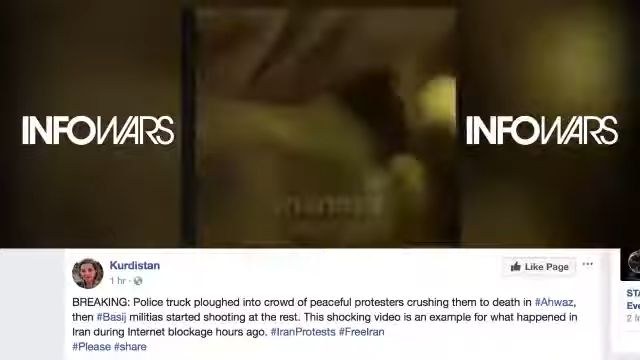 INFOWARS
INFOWARS
Kurdistan
Like Page
1 hr
BREAKING: Police truck ploughed into crowd of peaceful protesters crushing them to death in #Ahwaz,
then #Basij militias started shooting at the rest. This shocking video is an example for what happened in
Iran during Internet blockage hours ago. #IranProtests #FreeIran
#Please #share